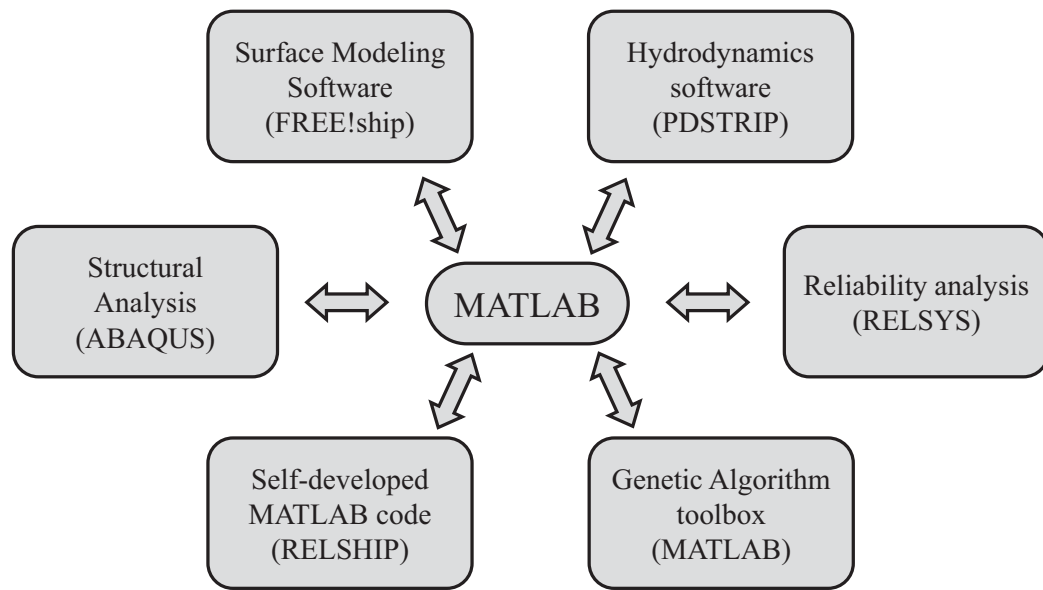 Surface Modeling
Software
(FREE!ship)
Hydrodynamics
software
(PDSTRIP)
Structural
Analysis
(ABAQUS)
MATLAB
Reliability analysis
(RELSYS)
Self-developed
MATLAB code
(RELSHIP)
Genetic Algorithm
toolbox
(MATLAB)